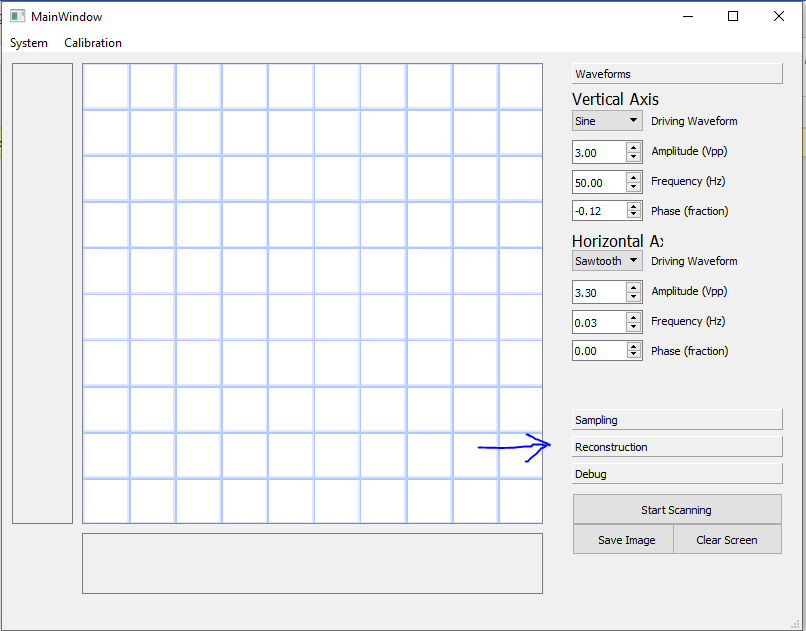 MainWindow
System Calibration
Waveforms
Vertical Axis
Sine Driving Waveform
3.00 Amplitude (Vpp)
50.00 Frequency (Hz)
-0.12 Phase (fraction)
Horizontal Ax
Sawtooth Driving Waveform
3.30 Amplitude (Vpp)
0.03 Frequency (Hz)
0.00 Phase (fraction)
Sampling
Reconstruction
Debug
Start Scanning
Save Image Clear Screen